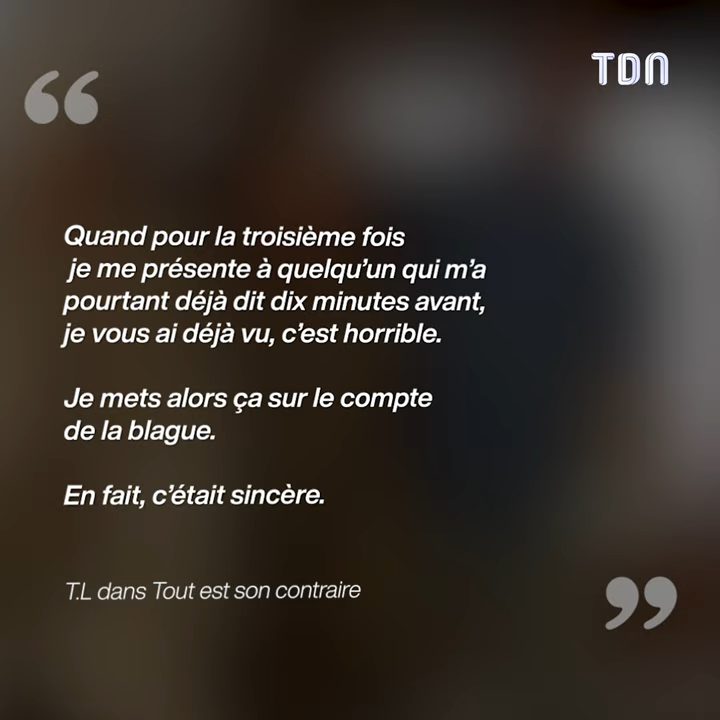 TDN
“
Quand pour la troisième fois
je me présente à quelqu’un qui m’a
pourtant déjà dit dix minutes avant,
je vous ai déjà vu, c’est horrible.
Je mets alors ça sur le compte
de la blague.
En fait, c’était sincère.
T.L dans Tout est son contraire
”